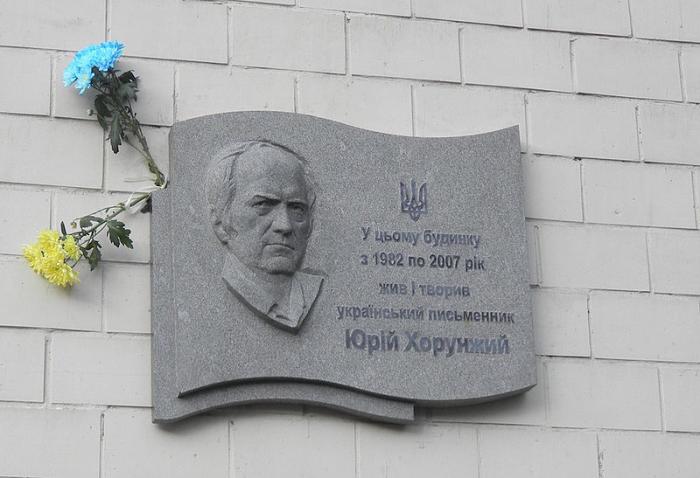 У цьому будинку
з 1982 по 2007 рік
жив і творив
український письменник
Юрій Хорунжий